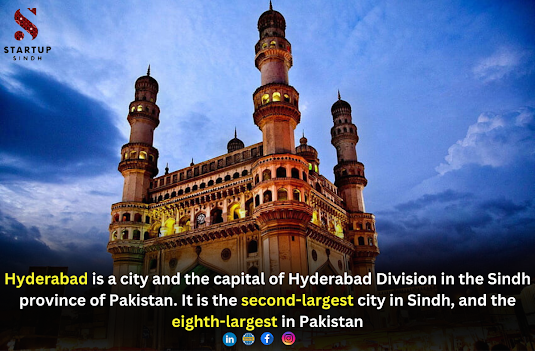 STARTUP
SINDH
Hyderabad is a city and the capital of Hyderabad Division in the Sindh
province of Pakistan. It is the second-largest city in Sindh, and the
eighth-largest in Pakistan